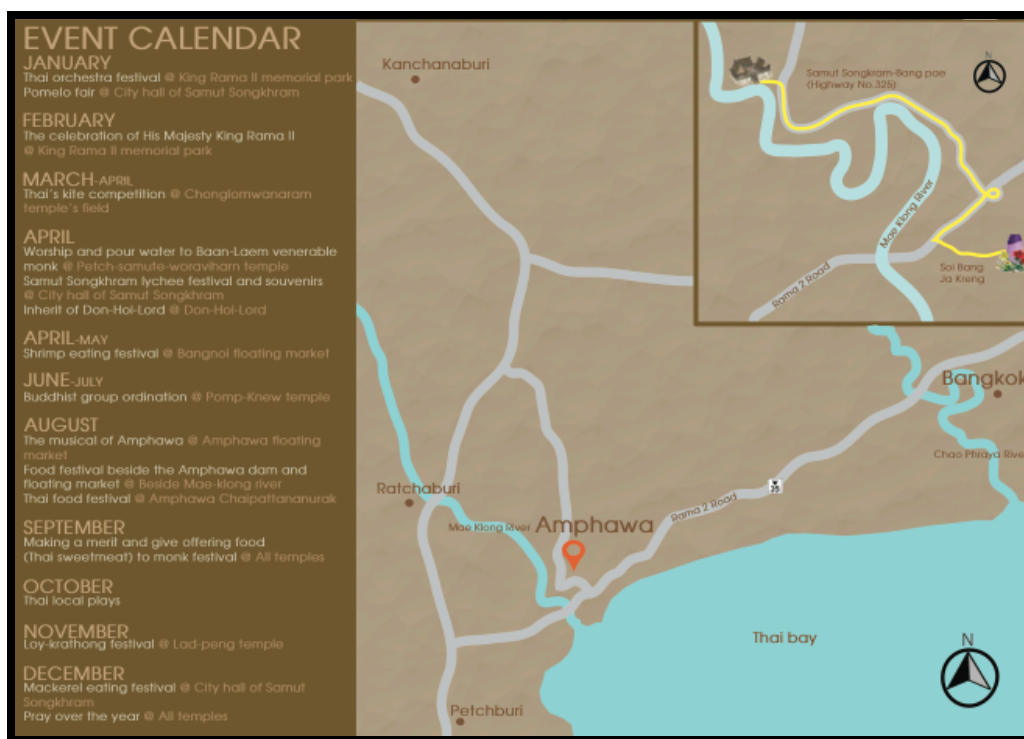 EVENT CALENDAR
JANUARY
Thai orchestra festival @ King Rama II memorial park
Pomelo fair @ City hall of Samut Songkhram
FEBRUARY
The celebration of His Majesty King Rama II
@ King Rama II memorial park
MARCH-APRIL
Thai's kite competition @ Chonglomwanaram
temple's field
APRIL
Worship and pour water to Baan-Laem venerable
monk @ Petch-samute-woraviharn temple
Samut Songkhram lychee festival and souvenirs
@ City hall of Samut Songkhram
Inherit of Don-Hoi-Lord @ Don-Hoi-Lord
APRIL-MAY
Shrimp eating festival @ Bangnoi floating market
JUNE-JULY
Buddhist group ordination @ Pomp-Knew temple
AUGUST
The musical of Amphawa @ Amphawa floating
market
Food festival beside the Amphawa dam and
floating market @ Beside Mae-klong river
Thai food festival @ Amphawa Chaipattananurak
SEPTEMBER
Making a merit and give offering food
(Thai sweetmeat) to monk festival @ All temples
OCTOBER
Thai local plays
NOVEMBER
Loy-krathong festival @ Lad-peng temple
DECEMBER
Mackerel eating festival @ City hall of Samut
Songkhram
Pray over the year @ All temples
Kanchanaburi
Samut Songkram-Bang pae
(Highway No.325)
N
Mae Klong River
Rama 2 Road
Soi Bang
Ja Kreng
Bangkok
Chao Phraya River
Ratchaburi
Mae Klong River
Amphawa
Rama 2 Road
35
Thai bay
N
Petchburi